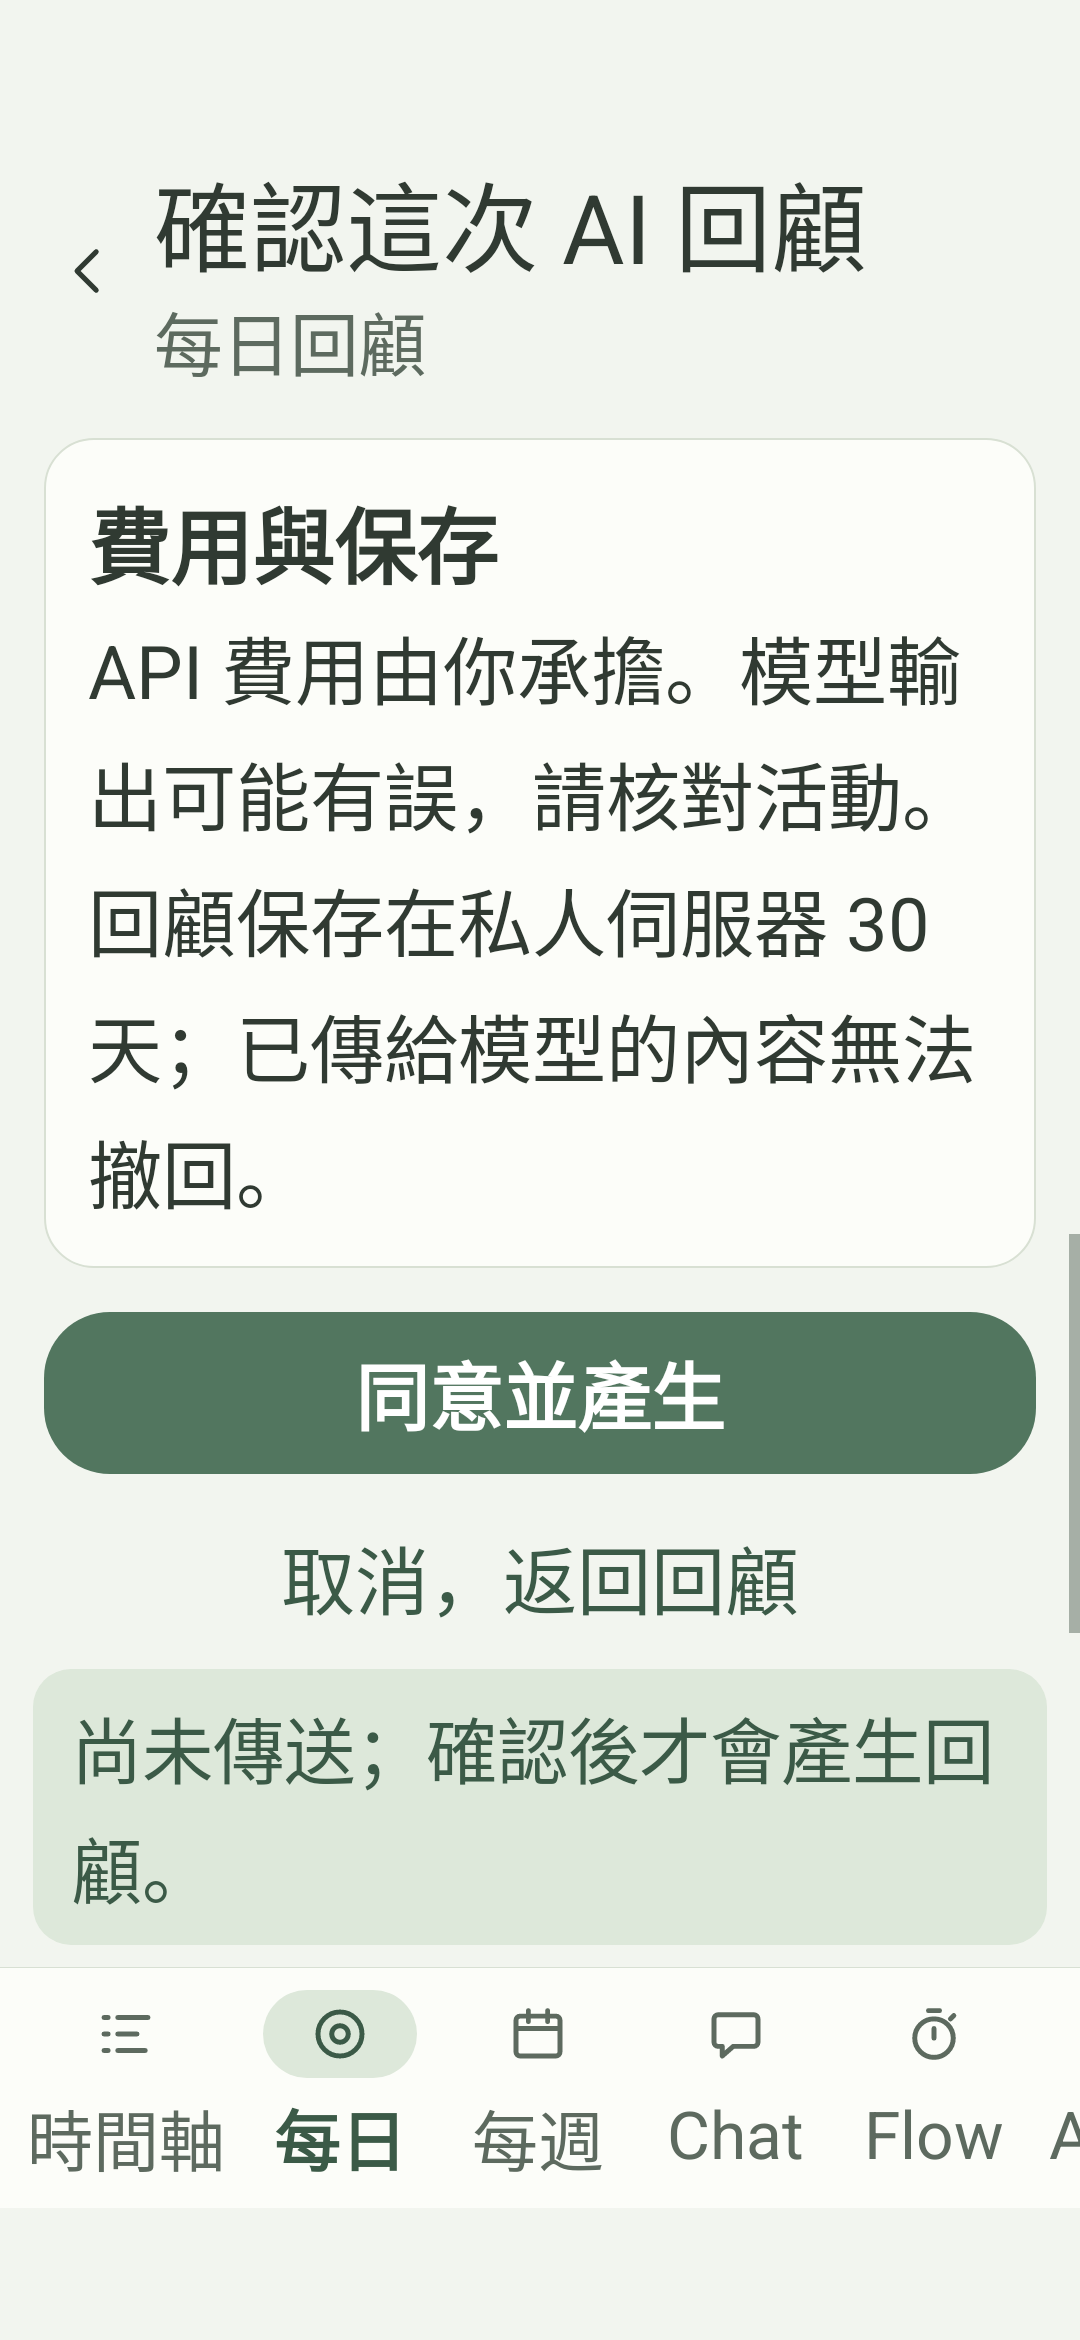 確認這次 AI 回顧
每日回顧
費用與保存
API 費用由你承擔。模型輸
出可能有誤，請核對活動。
回顧保存在私人伺服器 30
天；已傳給模型的內容無法
撤回。
同意並產生
取消，返回回顧
尚未傳送；確認後才會產生回
顧。
時間軸 每日 每週 Chat Flow A